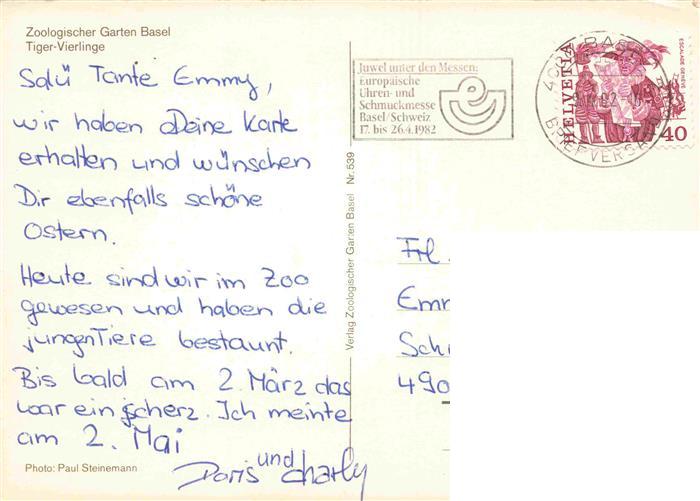 Zoologischer Garten Basel
Tiger-Vierlinge
Salü Tante Emmy,
wir haben Deine Karte
erhalten und wünschen
Dir ebenfalls schöne
Ostern.
Heute sind wir im Zoo
gewesen und haben die
jungen Tiere bestaunt.
Bis bald am 2. März das
war ein scherz. Ich meinte
am 2. Mai
Doris und Charly
Photo: Paul Steinemann
Verlag Zoologischer Garten Basel Nr. 539
Juwel unter den Messen:
Europäische
Uhren- und
Schmuckmesse
Basel/Schweiz
17. bis 26.4.1982
BASEL
BRIEFVERSAND
HELVETIA
ESCALADE GENÈVE
40
Frl.
Emm
Sch
490